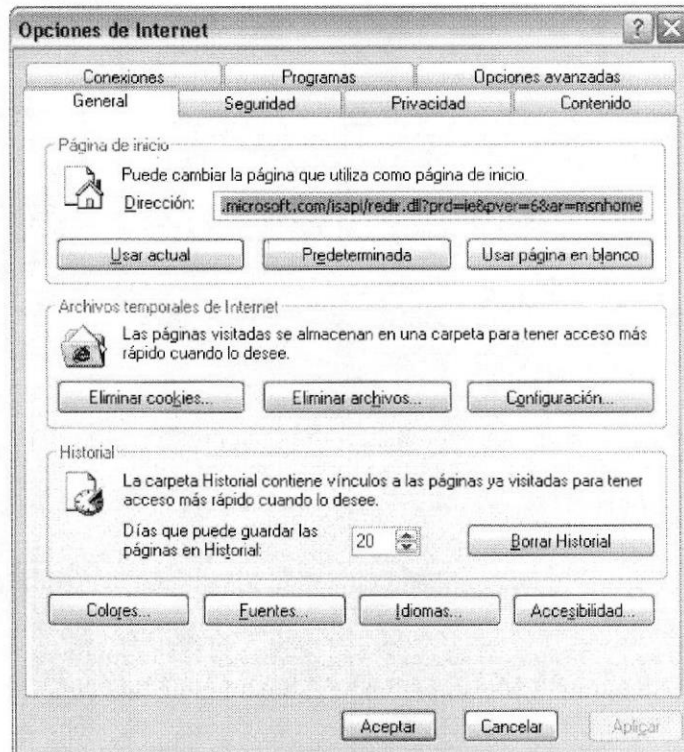 Opciones de Internet
Conexiones Programas Opciones avanzadas
General Seguridad Privacidad Contenido
Página de inicio
Puede cambiar la página que utiliza como página de inicio.
Dirección: .microsoft.com/isapi/redir.dll?prd=ie&pver=6&ar=msnhome
Usar actual Predeterminada Usar página en blanco
Archivos temporales de Internet
Las páginas visitadas se almacenan en una carpeta para tener acceso más
rápido cuando lo desee.
Eliminar cookies... Eliminar archivos... Configuración...
Historial
La carpeta Historial contiene vínculos a las páginas ya visitadas para tener
acceso más rápido cuando lo desee.
Días que puede guardar las
páginas en Historial: 20 Borrar Historial
Colores... Fuentes... Idiomas... Accesibilidad...
Aceptar Cancelar Aplicar